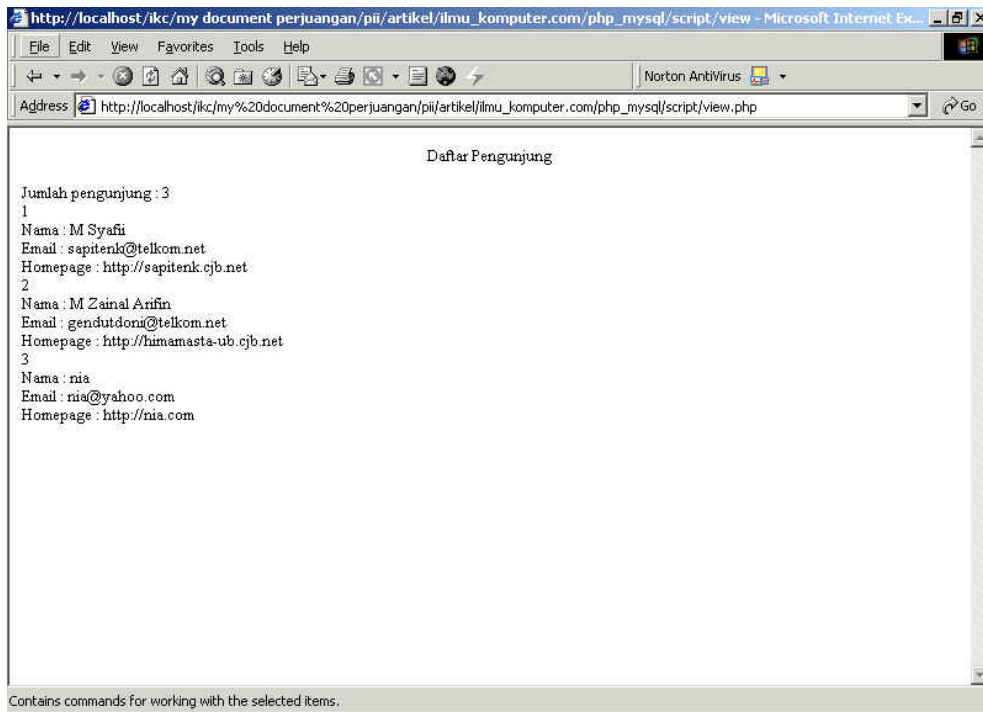 http://localhost/ikc/my document perjuangan/pii/artikel/ilmu_komputer.com/php_mysql/script/view - Microsoft Internet Ex...
File Edit View Favorites Tools Help
Norton AntiVirus
Address http://localhost/ikc/my%20document%20perjuangan/pii/artikel/ilmu_komputer.com/php_mysql/script/view.php Go
Daftar Pengunjung
Jumlah pengunjung : 3
1
Nama : M Syafii
Email : sapitenk@telkom.net
Homepage : http://sapitenk.cjb.net
2
Nama : M Zainal Arifin
Email : gendutdoni@telkom.net
Homepage : http://himamasta-ub.cjb.net
3
Nama : nia
Email : nia@yahoo.com
Homepage : http://nia.com
Contains commands for working with the selected items.